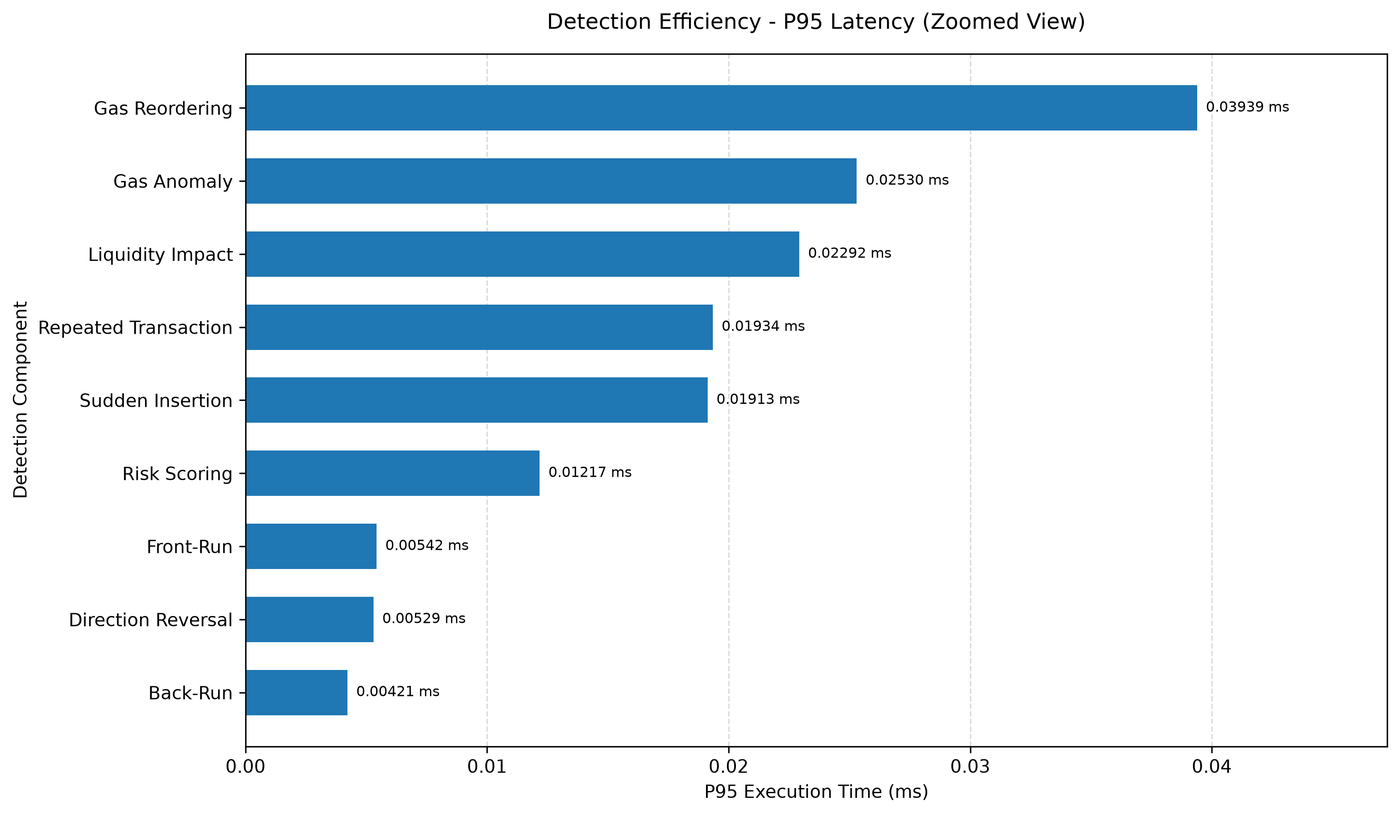 Detection Efficiency - P95 Latency (Zoomed View)
Detection Component
Gas Reordering 0.03939 ms
Gas Anomaly 0.02530 ms
Liquidity Impact 0.02292 ms
Repeated Transaction 0.01934 ms
Sudden Insertion 0.01913 ms
Risk Scoring 0.01217 ms
Front-Run 0.00542 ms
Direction Reversal 0.00529 ms
Back-Run 0.00421 ms
0.00 0.01 0.02 0.03 0.04
P95 Execution Time (ms)